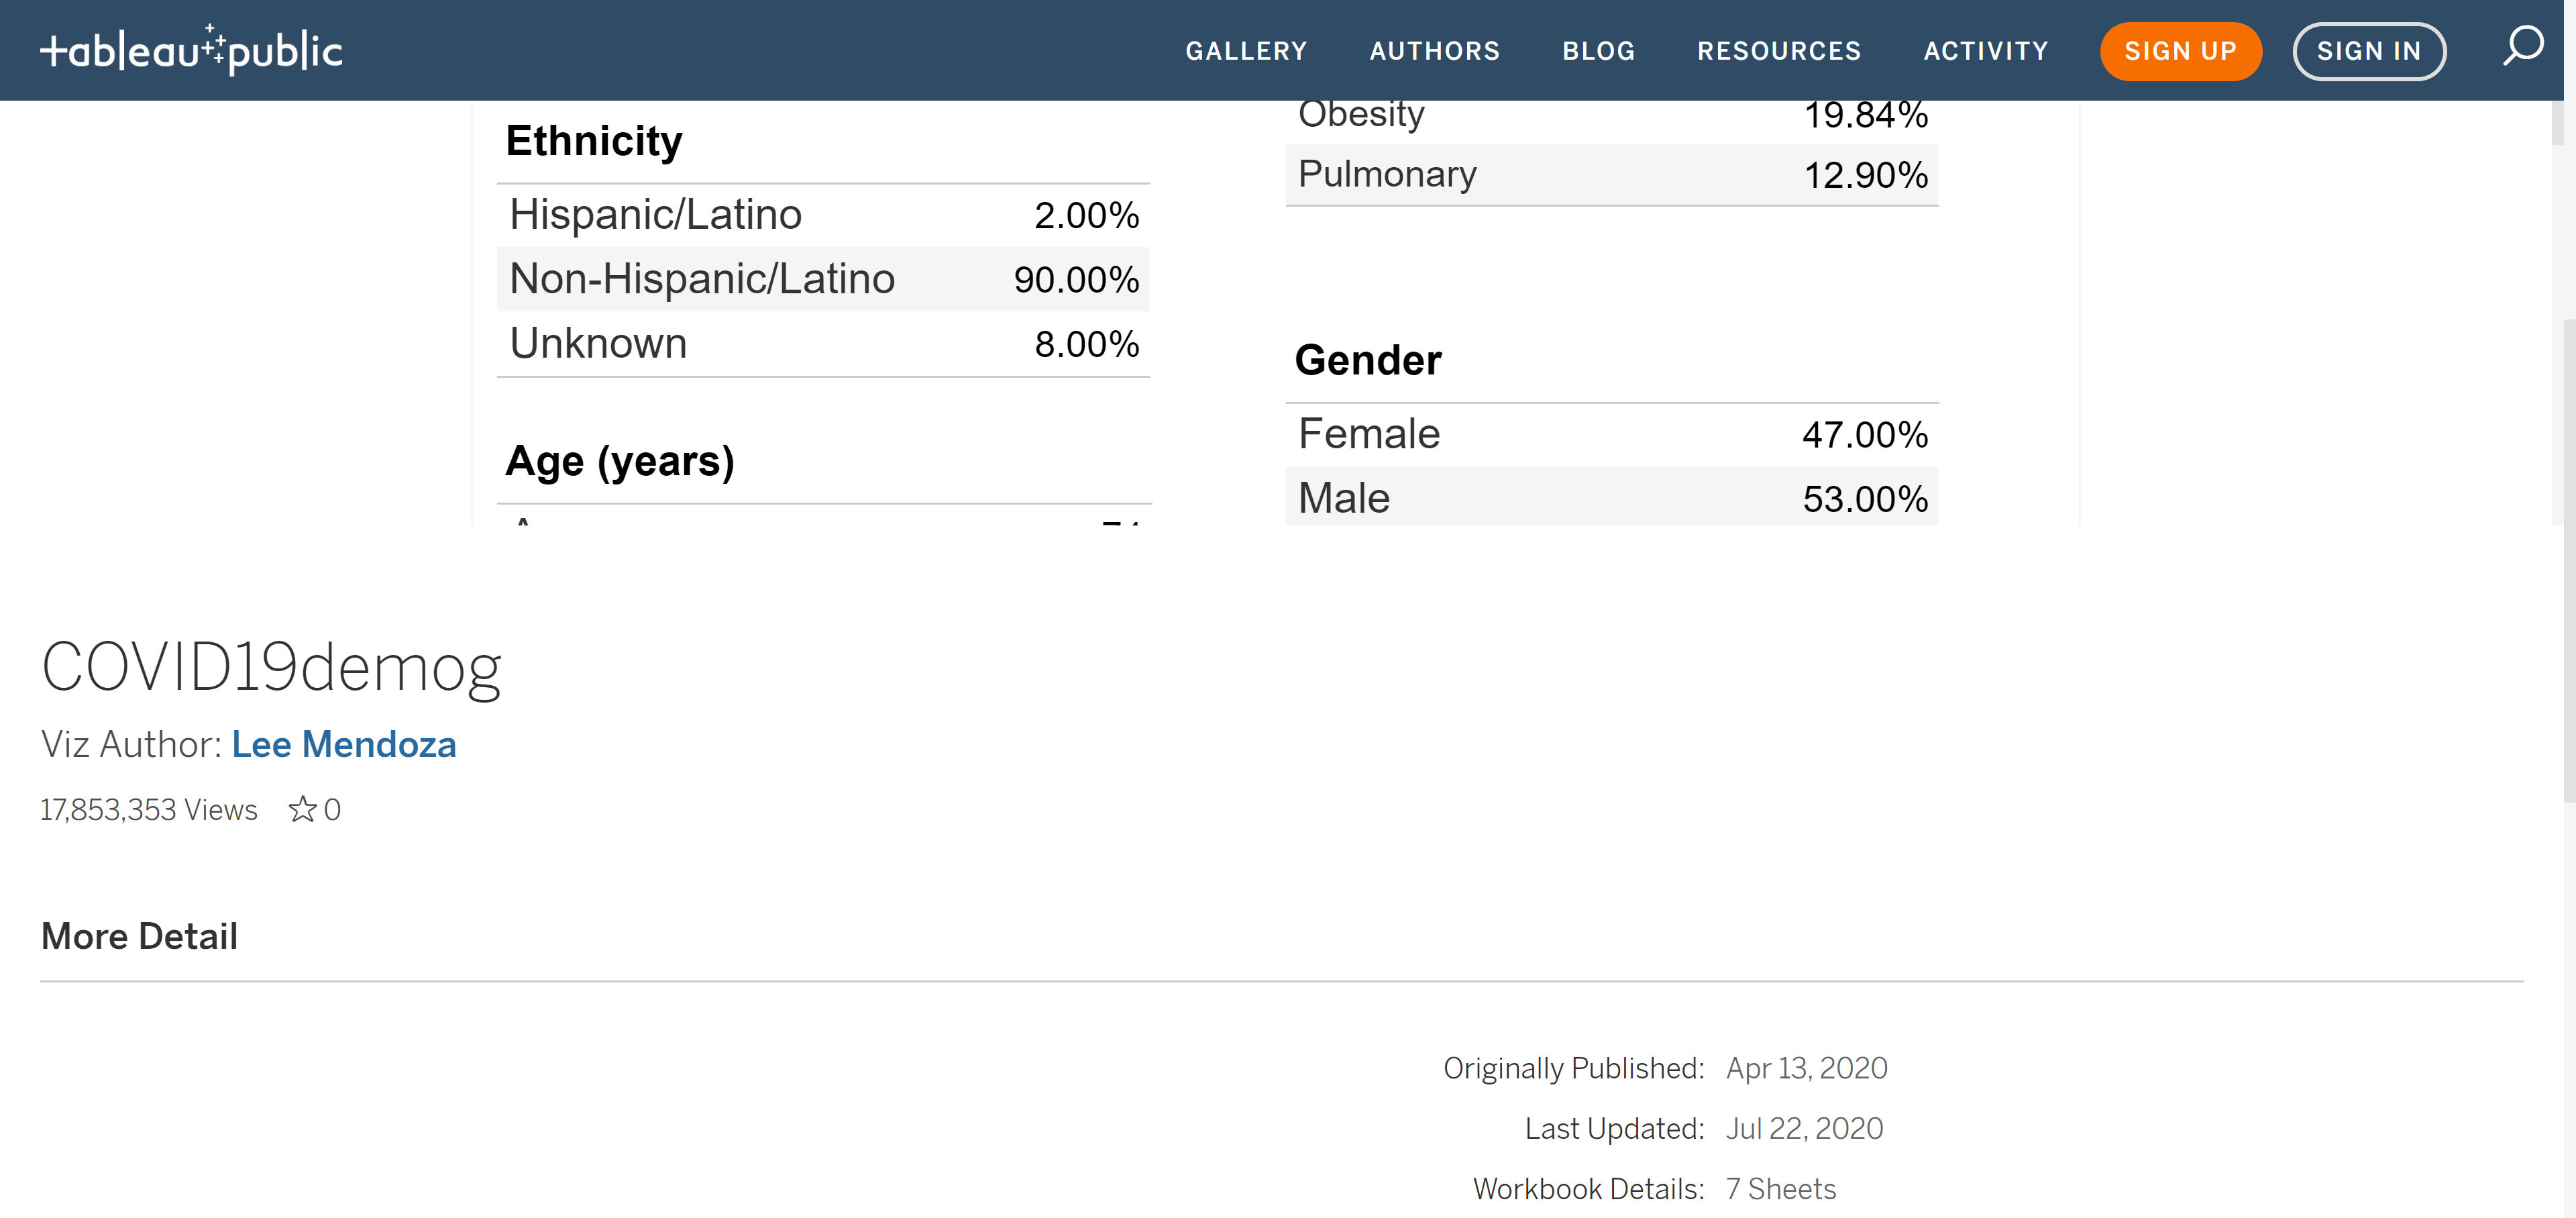 tableau public
GALLERY AUTHORS BLOG RESOURCES ACTIVITY SIGN UP SIGN IN
Ethnicity
Hispanic/Latino 2.00%
Non-Hispanic/Latino 90.00%
Unknown 8.00%
Age (years)
Obesity 19.84%
Pulmonary 12.90%
Gender
Female 47.00%
Male 53.00%
COVID19demog
Viz Author: Lee Mendoza
17,853,353 Views ☆ 0
More Detail
Originally Published: Apr 13, 2020
Last Updated: Jul 22, 2020
Workbook Details: 7 Sheets